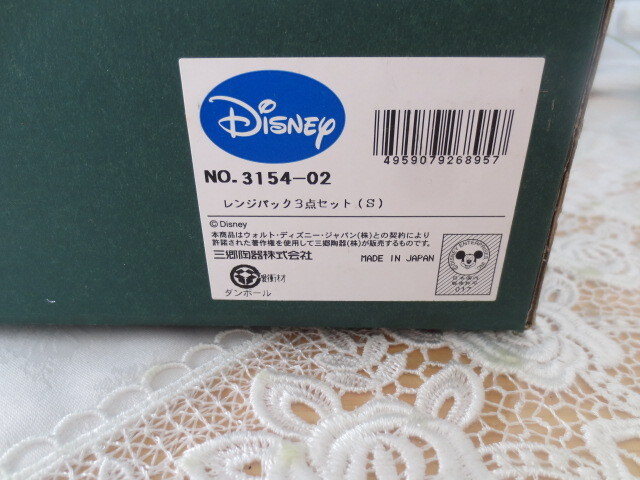 Disney
4959079268957
NO.3154-02
レンジパック3点セット(S)
©Disney
本商品はウォルト・ディズニー・ジャパン(株)との契約により
許諾された著作権を使用して三郷陶器(株)が販売するものです。
三郷陶器株式会社
MADE IN JAPAN
ダンボール